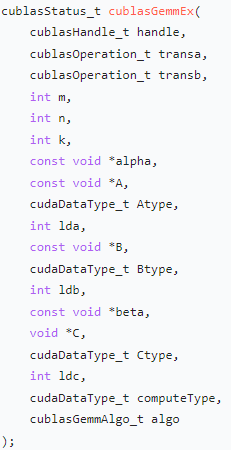 cublasStatus_t cublasGemmEx(
    cublasHandle_t handle,
    cublasOperation_t transa,
    cublasOperation_t transb,
    int m,
    int n,
    int k,
    const void *alpha,
    const void *A,
    cudaDataType_t Atype,
    int lda,
    const void *B,
    cudaDataType_t Btype,
    int ldb,
    const void *beta,
    void *C,
    cudaDataType_t Ctype,
    int ldc,
    cudaDataType_t computeType,
    cublasGemmAlgo_t algo
);